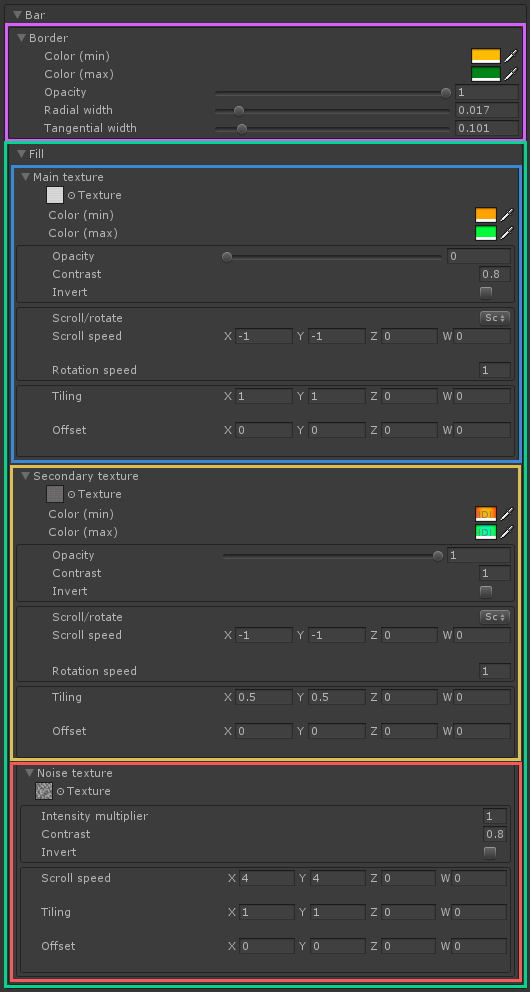 Bar
Border
Color (min)
Color (max)
Opacity 1
Radial width 0.017
Tangential width 0.101
Fill
Main texture
Texture
Color (min)
Color (max)
Opacity 0
Contrast 0.8
Invert
Scroll/rotate Sc
Scroll speed X -1 Y -1 Z 0 W 0
Rotation speed 1
Tiling X 1 Y 1 Z 0 W 0
Offset X 0 Y 0 Z 0 W 0
Secondary texture
Texture
Color (min) HDR
Color (max) HDR
Opacity 1
Contrast 1
Invert
Scroll/rotate Sc
Scroll speed X -1 Y -1 Z 0 W 0
Rotation speed 1
Tiling X 0.5 Y 0.5 Z 0 W 0
Offset X 0 Y 0 Z 0 W 0
Noise texture
Texture
Intensity multiplier 1
Contrast 0.8
Invert
Scroll speed X 4 Y 4 Z 0 W 0
Tiling X 1 Y 1 Z 0 W 0
Offset X 0 Y 0 Z 0 W 0